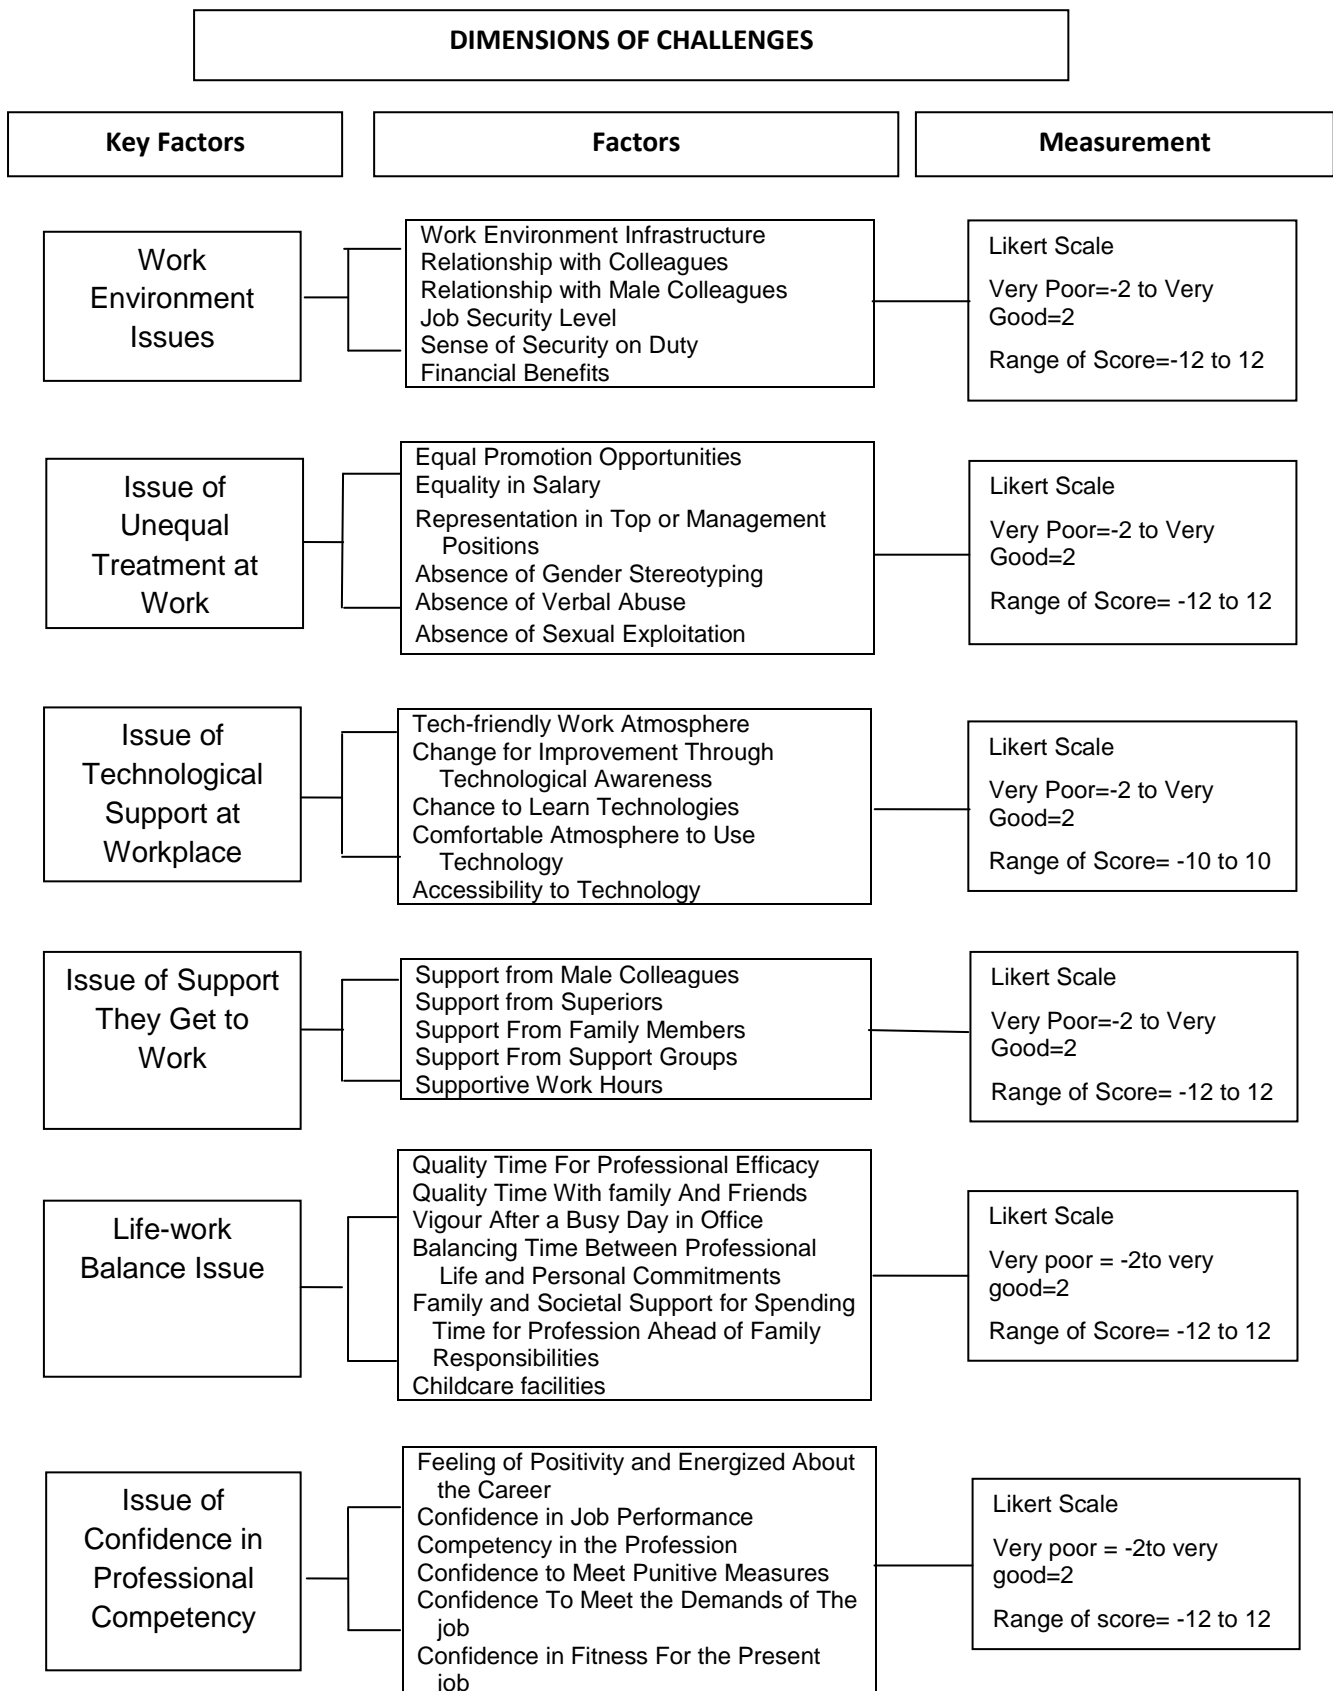 DIMENSIONS OF CHALLENGES
Key Factors
Factors
Measurement
Work
Environment
Issues
Work Environment Infrastructure
Relationship with Colleagues
Relationship with Male Colleagues
Job Security Level
Sense of Security on Duty
Financial Benefits
Likert Scale
Very Poor=-2 to Very
Good=2
Range of Score=-12 to 12
Issue of
Unequal
Treatment at
Work
Equal Promotion Opportunities
Equality in Salary
Representation in Top or Management
Positions
Absence of Gender Stereotyping
Absence of Verbal Abuse
Absence of Sexual Exploitation
Likert Scale
Very Poor=-2 to Very
Good=2
Range of Score= -12 to 12
Issue of
Technological
Support at
Workplace
Tech-friendly Work Atmosphere
Change for Improvement Through
Technological Awareness
Chance to Learn Technologies
Comfortable Atmosphere to Use
Technology
Accessibility to Technology
Likert Scale
Very Poor=-2 to Very
Good=2
Range of Score= -10 to 10
Issue of Support
They Get to
Work
Support from Male Colleagues
Support from Superiors
Support From Family Members
Support From Support Groups
Supportive Work Hours
Likert Scale
Very Poor=-2 to Very
Good=2
Range of Score= -12 to 12
Life-work
Balance Issue
Quality Time For Professional Efficacy
Quality Time With family And Friends
Vigour After a Busy Day in Office
Balancing Time Between Professional
Life and Personal Commitments
Family and Societal Support for Spending
Time for Profession Ahead of Family
Responsibilities
Childcare facilities
Likert Scale
Very poor = -2to very
good=2
Range of Score= -12 to 12
Issue of
Confidence in
Professional
Competency
Feeling of Positivity and Energized About
the Career
Confidence in Job Performance
Competency in the Profession
Confidence to Meet Punitive Measures
Confidence To Meet the Demands of The
job
Confidence in Fitness For the Present
job
Likert Scale
Very poor = -2to very
good=2
Range of score= -12 to 12